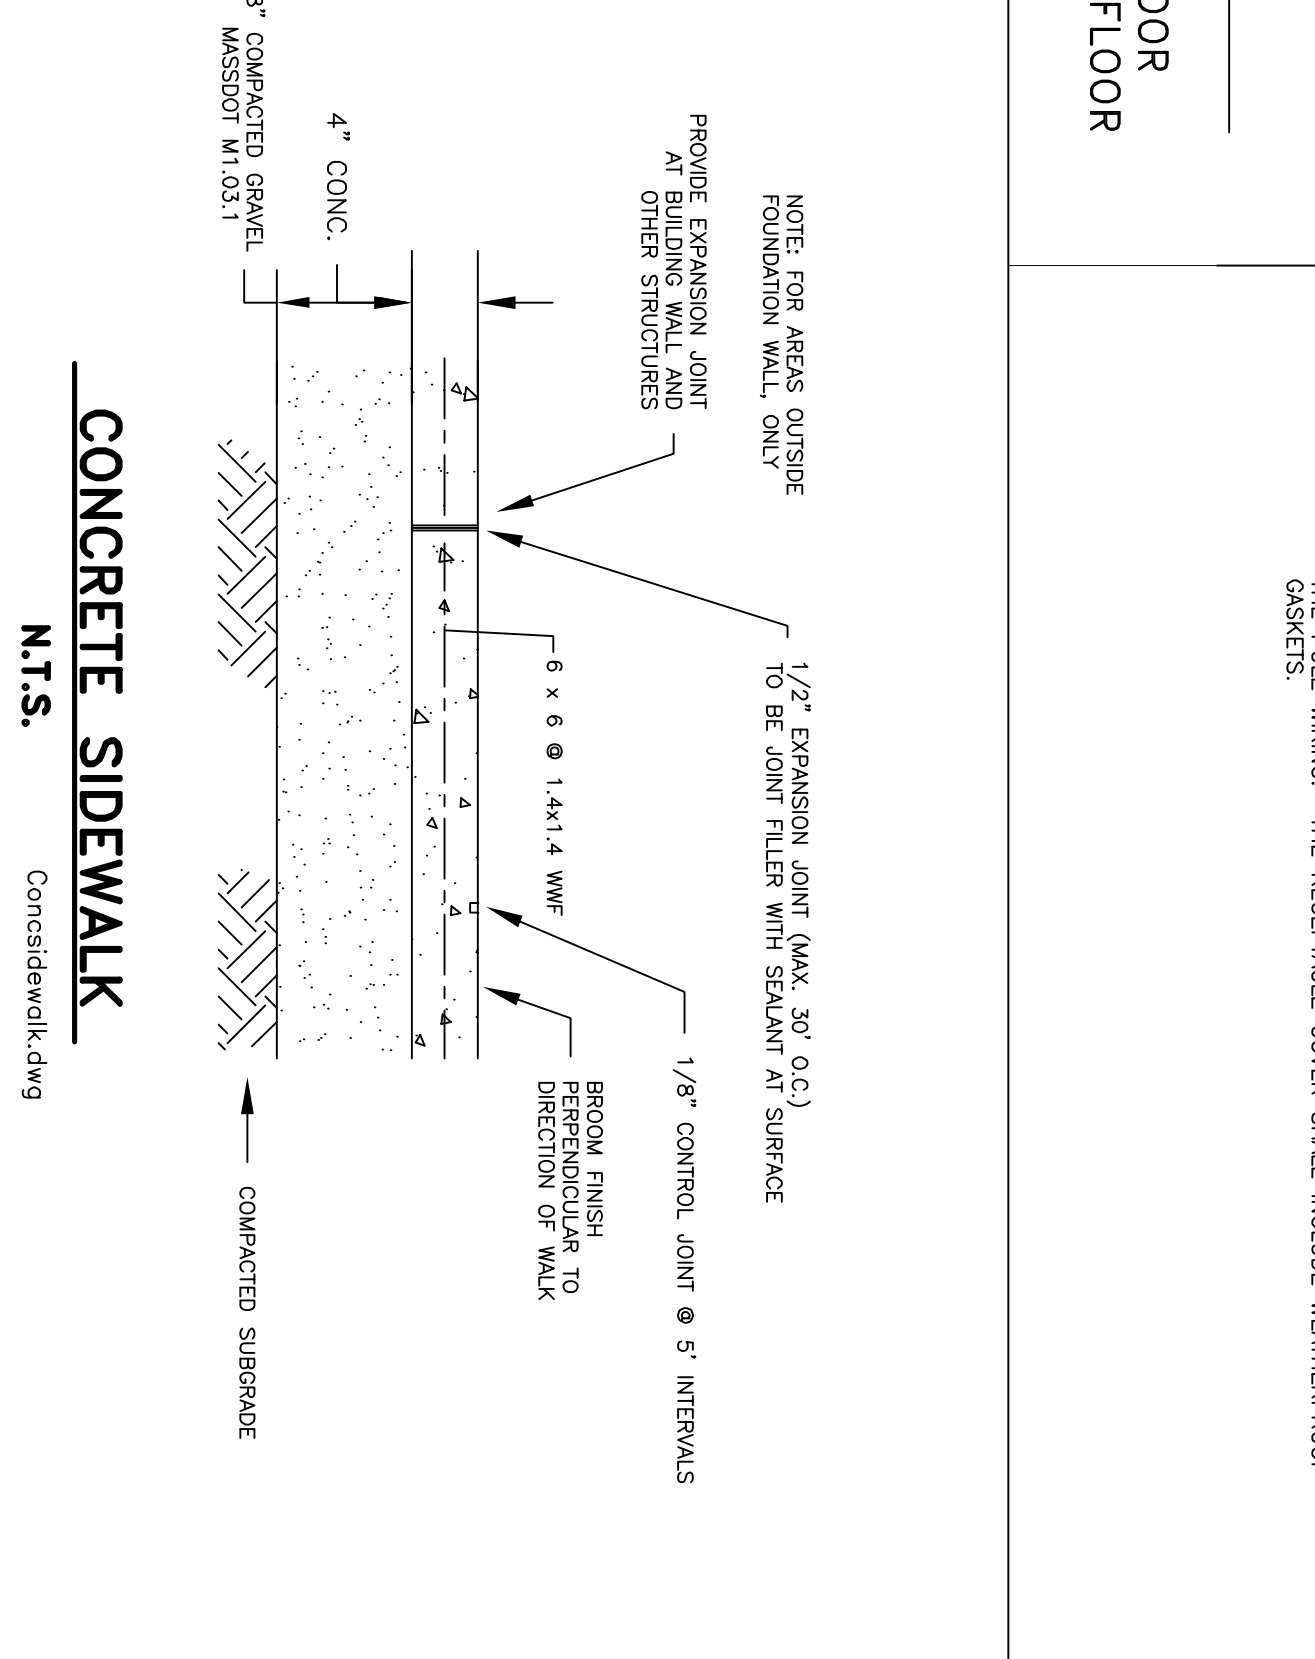 DOOR
FLOOR
GASKETS.
NOTE: FOR AREAS OUTSIDE
FOUNDATION WALL, ONLY
PROVIDE EXPANSION JOINT
AT BUILDING WALL AND
OTHER STRUCTURES
1/2" EXPANSION JOINT (MAX. 30' O.C.)
TO BE JOINT FILLER WITH SEALANT AT SURFACE
1/8" CONTROL JOINT @ 5' INTERVALS
BROOM FINISH
PERPENDICULAR TO
DIRECTION OF WALK
6 x 6 @ 1.4x1.4 WWF
4" CONC.
8" COMPACTED GRAVEL
MASSDOT M1.03.1
COMPACTED SUBGRADE
CONCRETE SIDEWALK
N.T.S.
Concsidewalk.dwg